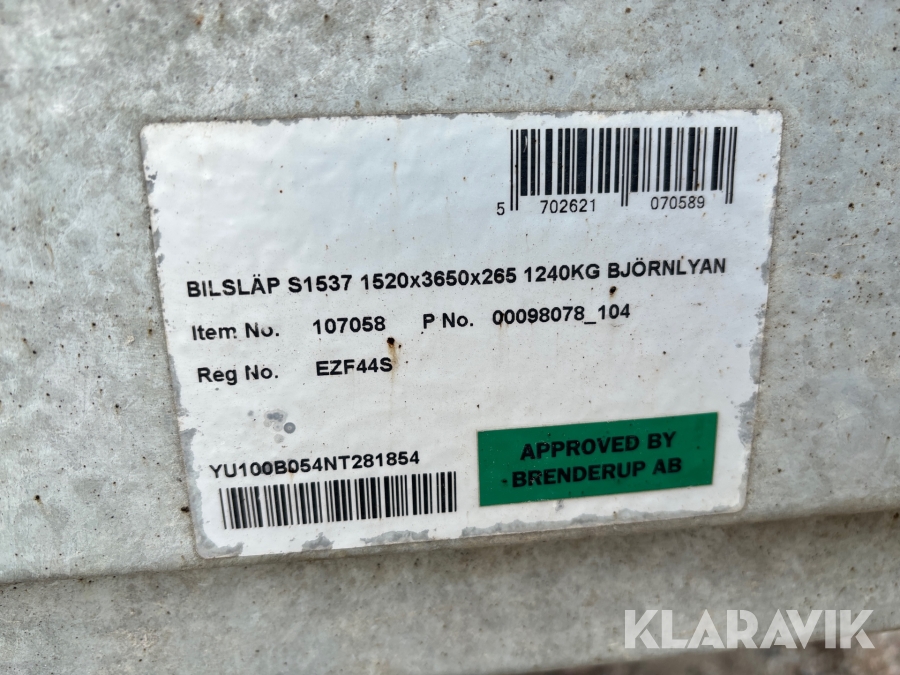 5 702621 070589
BILSLÄP S1537 1520x3650x265 1240KG BJÖRNLYAN
Item No. 107058 P No. 00098078_104
Reg No. EZF44S
YU100B054NT281854
APPROVED BY
BRENDERUP AB
KLARAVIK